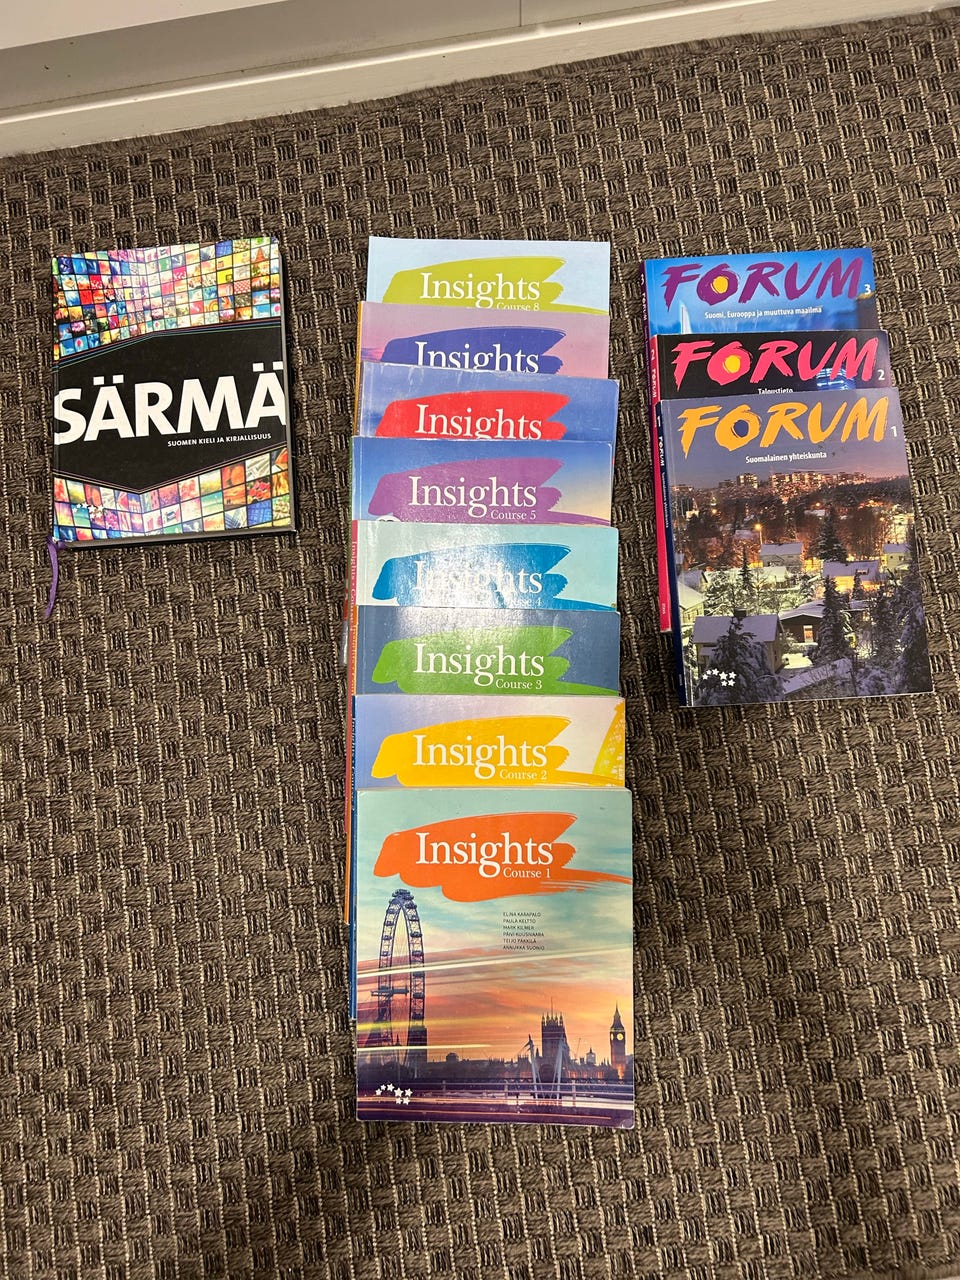 SÄRMÄ
SUOMEN KIELI JA KIRJALLISUUS
Insights
Course 8
Insights
Insights
Insights
Course 5
Insights
Course 4
Insights
Course 3
Insights
Course 2
Insights
Course 1
ELINA KARAPALO
PAULA KELTTO
MARK KILMER
PÄIVI KUUSIVAARA
TEIJO PÄKKILÄ
ANNUKKA SUONIO
FORUM 3
Suomi, Eurooppa ja muuttuva maailma
FORUM 2
Taloustieto
FORUM 1
Suomalainen yhteiskunta